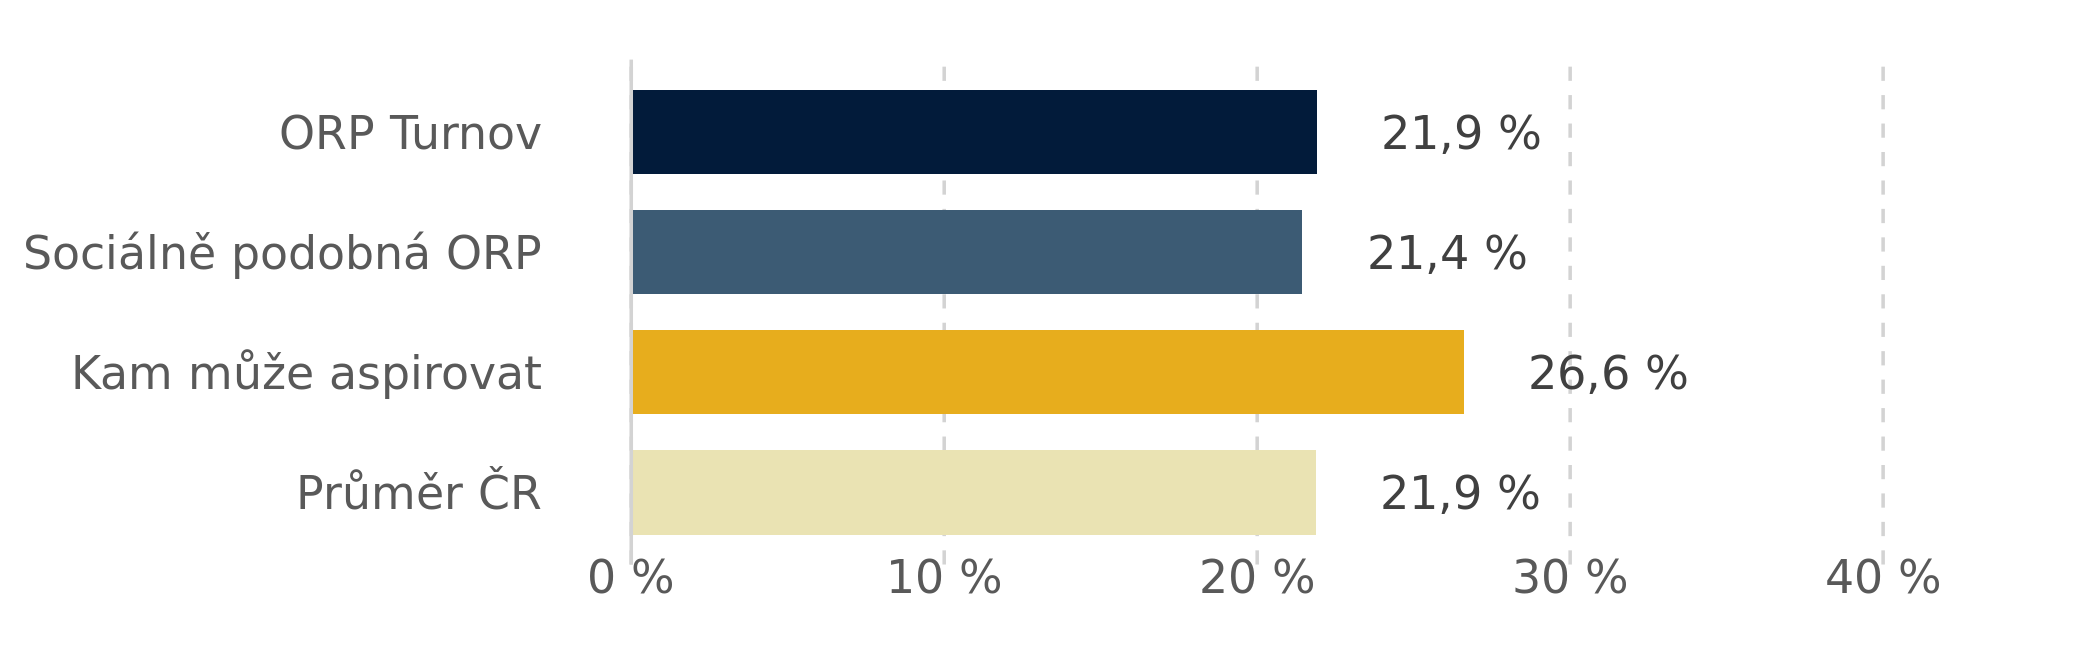 ORP Turnov 21,9 %
Sociálně podobná ORP 21,4 %
Kam může aspirovat 26,6 %
Průměr ČR 21,9 %
0 % 10 % 20 % 30 % 40 %